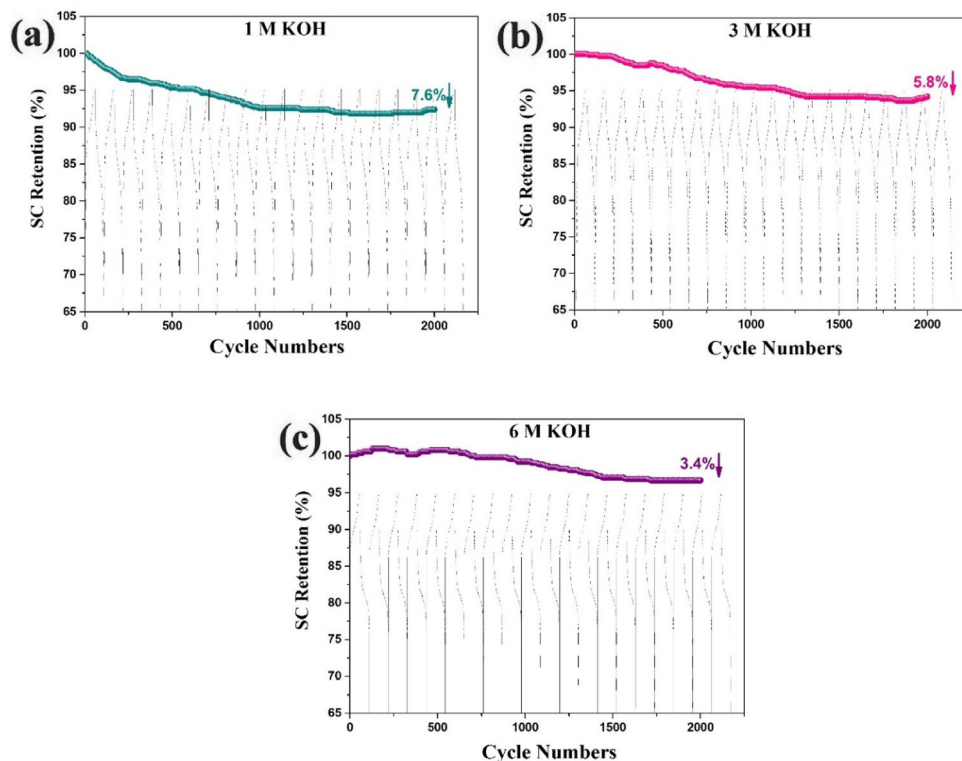 (a)
1 M KOH
105
100
95
90
85
80
75
70
65
SC Retention (%)
7.6%
0 500 1000 1500 2000
Cycle Numbers
(b)
3 M KOH
105
100
95
90
85
80
75
70
65
SC Retention (%)
5.8%
0 500 1000 1500 2000
Cycle Numbers
(c)
6 M KOH
105
100
95
90
85
80
75
70
65
SC Retention (%)
3.4%
0 500 1000 1500 2000
Cycle Numbers